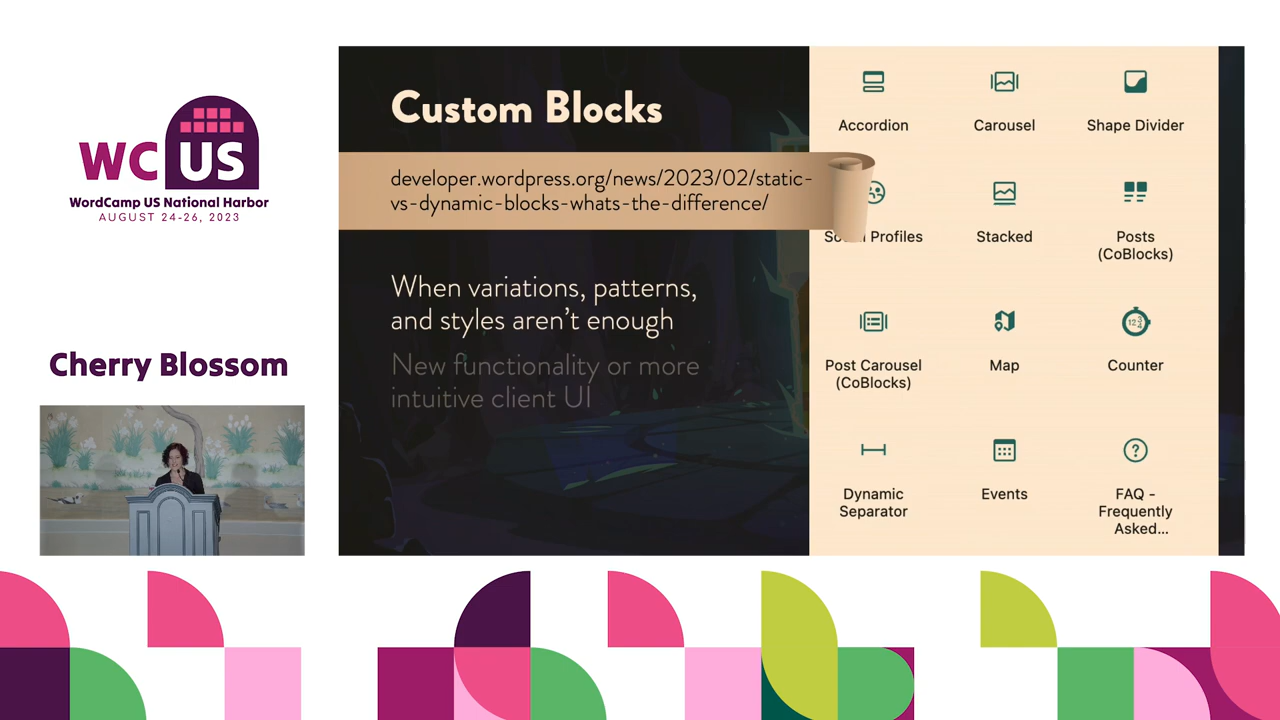 WC US
WordCamp US National Harbor
AUGUST 24-26, 2023
Cherry Blossom
Custom Blocks
developer.wordpress.org/news/2023/02/static-
vs-dynamic-blocks-whats-the-difference/
When variations, patterns,
and styles aren't enough
New functionality or more
intuitive client UI
Accordion
Carousel
Shape Divider
Profiles
Stacked
Posts
(CoBlocks)
Post Carousel
(CoBlocks)
Map
123
4
Counter
Dynamic
Separator
Events
FAQ -
Frequently
Asked...